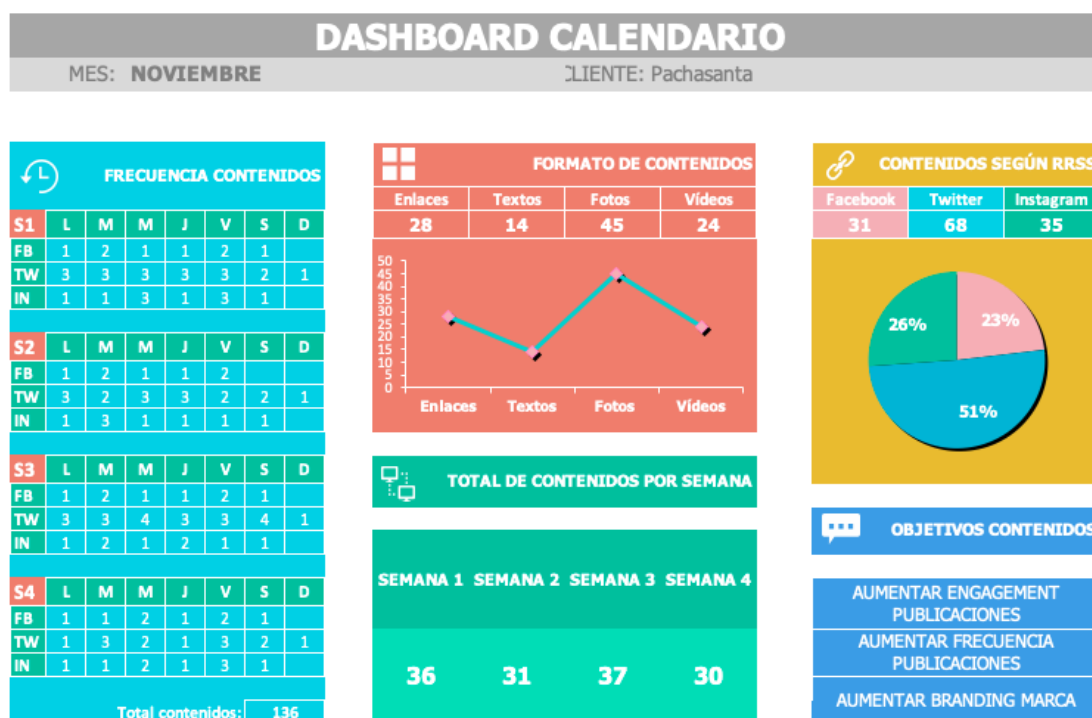 DASHBOARD CALENDARIO
MES: NOVIEMBRE
CLIENTE: Pachasanta
FRECUENCIA CONTENIDOS
S1 L M M J V S D
FB 1 2 1 1 2 1
TW 3 3 3 3 3 2 1
IN 1 1 3 1 3 1
S2 L M M J V S D
FB 1 2 1 1 2
TW 3 2 3 3 2 2 1
IN 1 3 1 1 1 1
S3 L M M J V S D
FB 1 2 1 1 2 1
TW 3 3 4 3 3 4 1
IN 1 2 1 2 1 1
S4 L M M J V S D
FB 1 1 2 1 2 1
TW 1 3 2 1 3 2 1
IN 1 1 2 1 3 1
Total contenidos: 136
FORMATO DE CONTENIDOS
Enlaces Textos Fotos Vídeos
28 14 45 24
50
45
40
35
30
25
20
15
10
5
0
Enlaces Textos Fotos Vídeos
TOTAL DE CONTENIDOS POR SEMANA
SEMANA 1 SEMANA 2 SEMANA 3 SEMANA 4
36 31 37 30
CONTENIDOS SEGÚN RRSS
Facebook Twitter Instagram
31 68 35
26%
23%
51%
OBJETIVOS CONTENIDOS
AUMENTAR ENGAGEMENT
PUBLICACIONES
AUMENTAR FRECUENCIA
PUBLICACIONES
AUMENTAR BRANDING MARCA